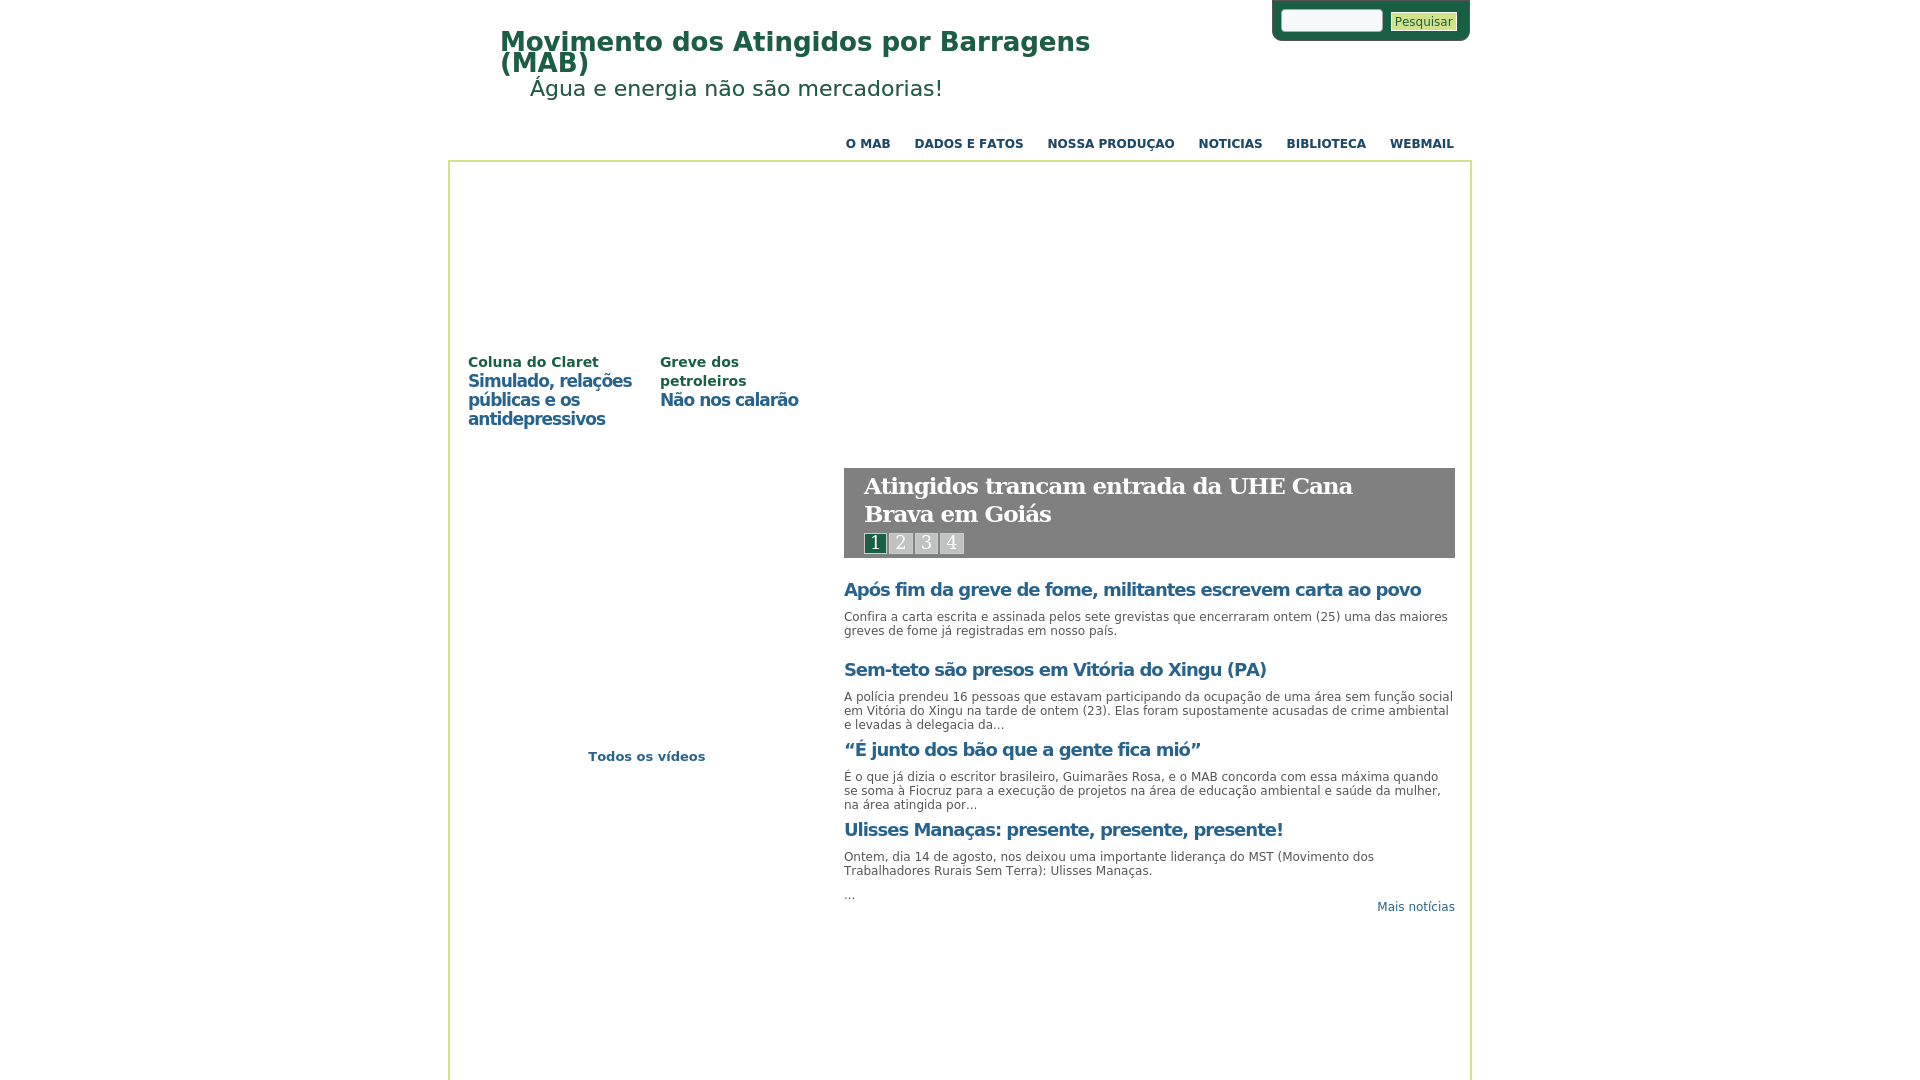 Pesquisar
Movimento dos Atingidos por Barragens
(MAB)
Água e energia não são mercadorias!
O MAB DADOS E FATOS NOSSA PRODUÇAO NOTICIAS BIBLIOTECA WEBMAIL
Coluna do Claret
Simulado, relações
públicas e os
antidepressivos
Greve dos
petroleiros
Não nos calarão
Todos os vídeos
Atingidos trancam entrada da UHE Cana
Brava em Goiás
1 2 3 4
Após fim da greve de fome, militantes escrevem carta ao povo
Confira a carta escrita e assinada pelos sete grevistas que encerraram ontem (25) uma das maiores
greves de fome já registradas em nosso país.
Sem-teto são presos em Vitória do Xingu (PA)
A polícia prendeu 16 pessoas que estavam participando da ocupação de uma área sem função social
em Vitória do Xingu na tarde de ontem (23). Elas foram supostamente acusadas de crime ambiental
e levadas à delegacia da...
“É junto dos bão que a gente fica mió”
É o que já dizia o escritor brasileiro, Guimarães Rosa, e o MAB concorda com essa máxima quando
se soma à Fiocruz para a execução de projetos na área de educação ambiental e saúde da mulher,
na área atingida por...
Ulisses Manaças: presente, presente, presente!
Ontem, dia 14 de agosto, nos deixou uma importante liderança do MST (Movimento dos
Trabalhadores Rurais Sem Terra): Ulisses Manaças.
...
Mais notícias